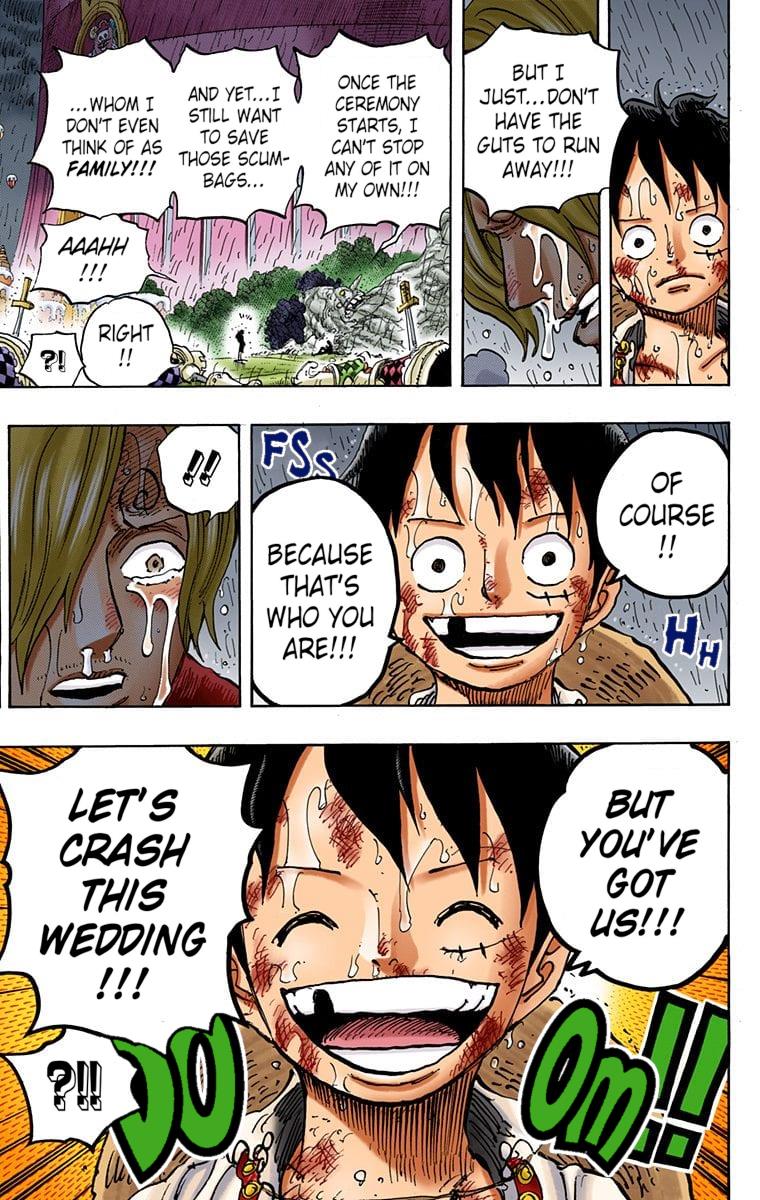 BUT I
JUST...DON'T
HAVE THE
GUTS TO RUN
AWAY!!!
ONCE THE
CEREMONY
STARTS, I
CAN'T STOP
ANY OF IT ON
MY OWN!!!
AND YET...I
STILL WANT
TO SAVE
THOSE SCUM-
BAGS...
...WHOM I
DON'T EVEN
THINK OF AS
FAMILY!!!
AAAHH
!!!
RIGHT
!!
?!
OF
COURSE
!!
HH
FSS
BECAUSE
THAT'S
WHO YOU
ARE!!!
!!
BUT
YOU'VE
GOT
US!!!
LET'S
CRASH
THIS
WEDDING
!!!
?!!
DOOM!!